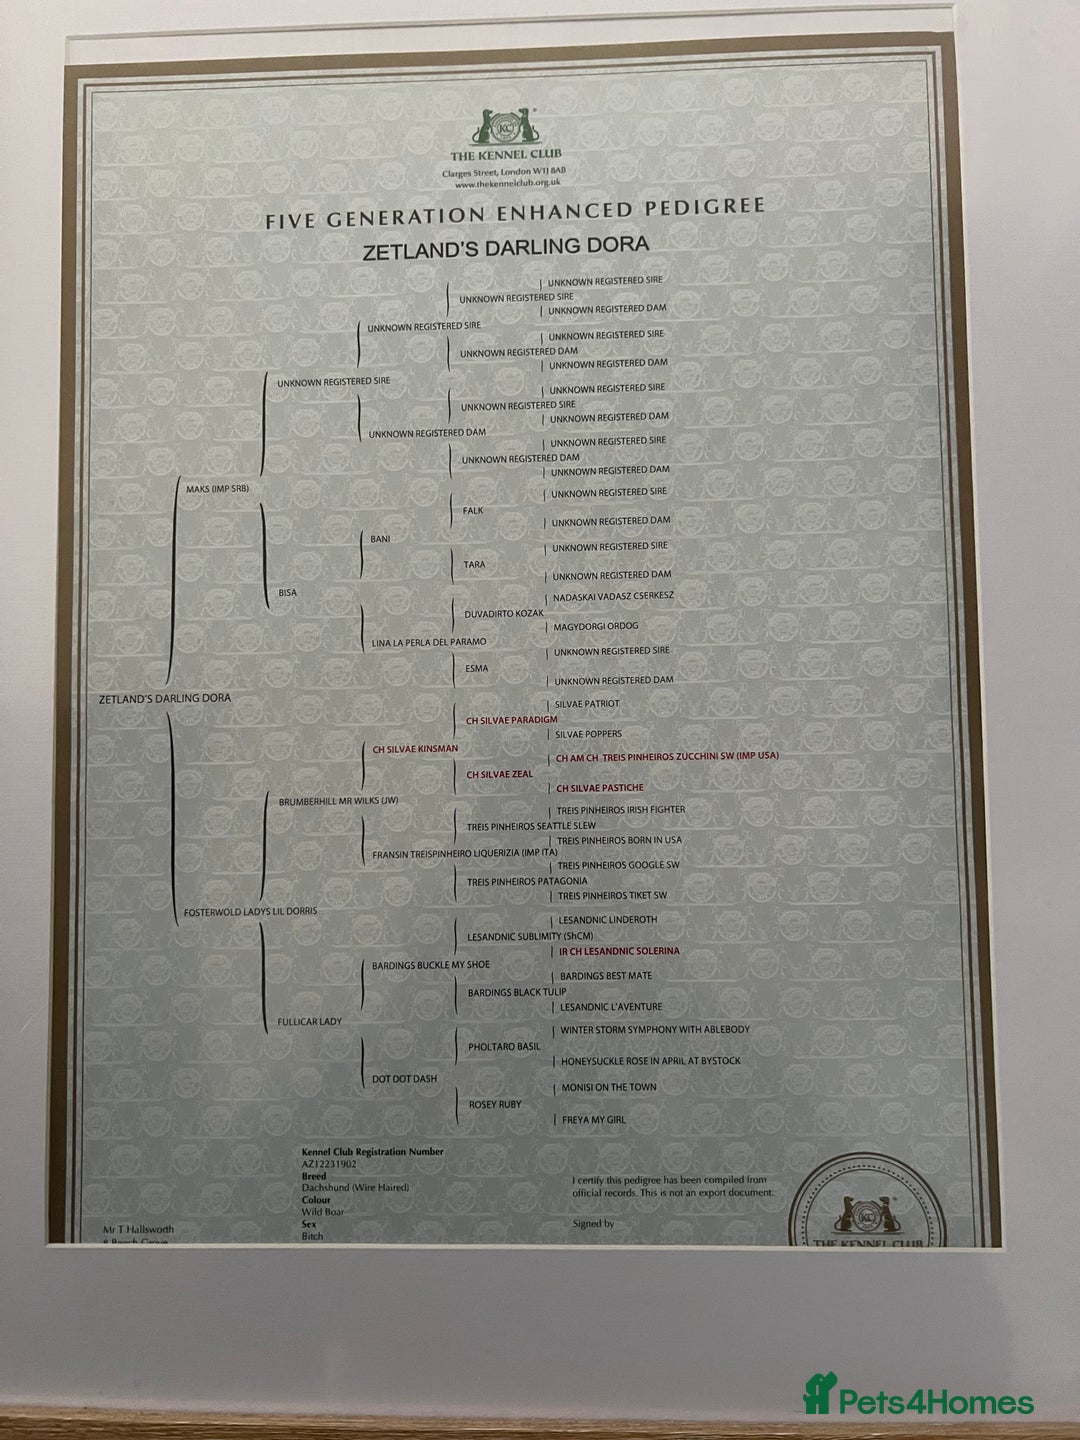 KC
THE KENNEL CLUB
Clarges Street, London W1J 8AB
www.thekennelclub.org.uk
FIVE GENERATION ENHANCED PEDIGREE
ZETLAND'S DARLING DORA
UNKNOWN REGISTERED SIRE
UNKNOWN REGISTERED SIRE
UNKNOWN REGISTERED DAM
UNKNOWN REGISTERED SIRE
UNKNOWN REGISTERED SIRE
UNKNOWN REGISTERED DAM
UNKNOWN REGISTERED DAM
UNKNOWN REGISTERED SIRE
UNKNOWN REGISTERED SIRE
UNKNOWN REGISTERED SIRE
UNKNOWN REGISTERED DAM
UNKNOWN REGISTERED DAM
UNKNOWN REGISTERED SIRE
UNKNOWN REGISTERED DAM
UNKNOWN REGISTERED DAM
MAKS (IMP SRB)
UNKNOWN REGISTERED SIRE
FALK
UNKNOWN REGISTERED DAM
BANI
UNKNOWN REGISTERED SIRE
TARA
UNKNOWN REGISTERED DAM
BISA
NADASKAI VADASZ CSERKESZ
DUVADIRTO KOZAK
MAGYDORGI ORDOG
LINA LA PERLA DEL PARAMO
UNKNOWN REGISTERED SIRE
ESMA
UNKNOWN REGISTERED DAM
ZETLAND'S DARLING DORA
SILVAE PATRIOT
CH SILVAE PARADIGM
SILVAE POPPERS
CH SILVAE KINSMAN
CH AM CH TREIS PINHEIROS ZUCCHINI SW (IMP USA)
CH SILVAE ZEAL
CH SILVAE PASTICHE
BRUMBERHILL MR WILKS (JW)
TREIS PINHEIROS IRISH FIGHTER
TREIS PINHEIROS SEATTLE SLEW
TREIS PINHEIROS BORN IN USA
FRANSIN TREISPINHEIRO LIQUERIZIA (IMP ITA)
TREIS PINHEIROS GOOGLE SW
TREIS PINHEIROS PATAGONIA
TREIS PINHEIROS TIKET SW
FOSTERWOLD LADYS LIL DORRIS
LESANDNIC LINDEROTH
LESANDNIC SUBLIMITY (ShCM)
IR CH LESANDNIC SOLERINA
BARDINGS BUCKLE MY SHOE
BARDINGS BEST MATE
BARDINGS BLACK TULIP
LESANDNIC L'AVENTURE
FULLICAR LADY
WINTER STORM SYMPHONY WITH ABLEBODY
PHOLTARO BASIL
HONEYSUCKLE ROSE IN APRIL AT BYSTOCK
DOT DOT DASH
MONISI ON THE TOWN
ROSEY RUBY
FREYA MY GIRL
Kennel Club Registration Number
AZ12231902
Breed
Dachshund (Wire Haired)
Colour
Wild Boar
Sex
Bitch
I certify this pedigree has been compiled from
official records. This is not an export document.
Signed by
Mr T Hallsworth
8 Beech Grove
KC
THE KENNEL CLUB
Pets4Homes